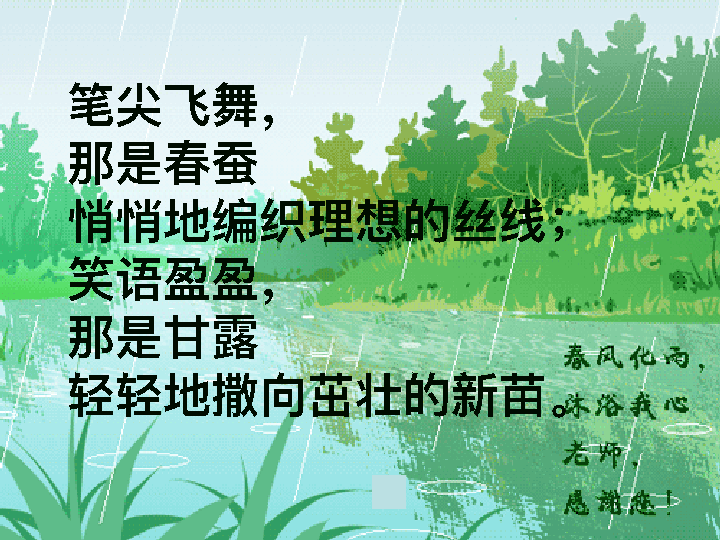 笔尖飞舞，
那是春蚕
悄悄地编织理想的丝线；
笑语盈盈，
那是甘露
轻轻地撒向茁壮的新苗。
春风化雨，
沐浴我心
老师，
感谢您！